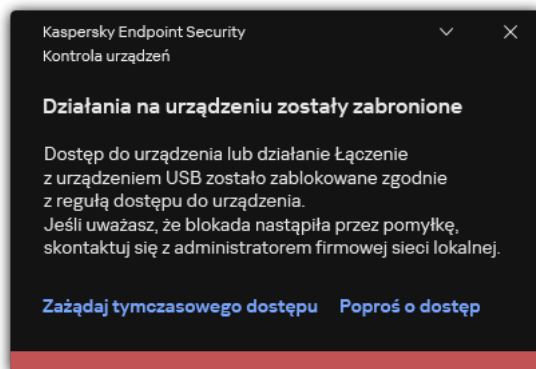 Kaspersky Endpoint Security
Kontrola urządzeń
Działania na urządzeniu zostały zabronione
Dostęp do urządzenia lub działanie Łączenie
z urządzeniem USB zostało zablokowane zgodnie
z regułą dostępu do urządzenia.
Jeśli uważasz, że blokada nastąpiła przez pomyłkę,
skontaktuj się z administratorem firmowej sieci lokalnej.
Zażądaj tymczasowego dostępu Poproś o dostęp